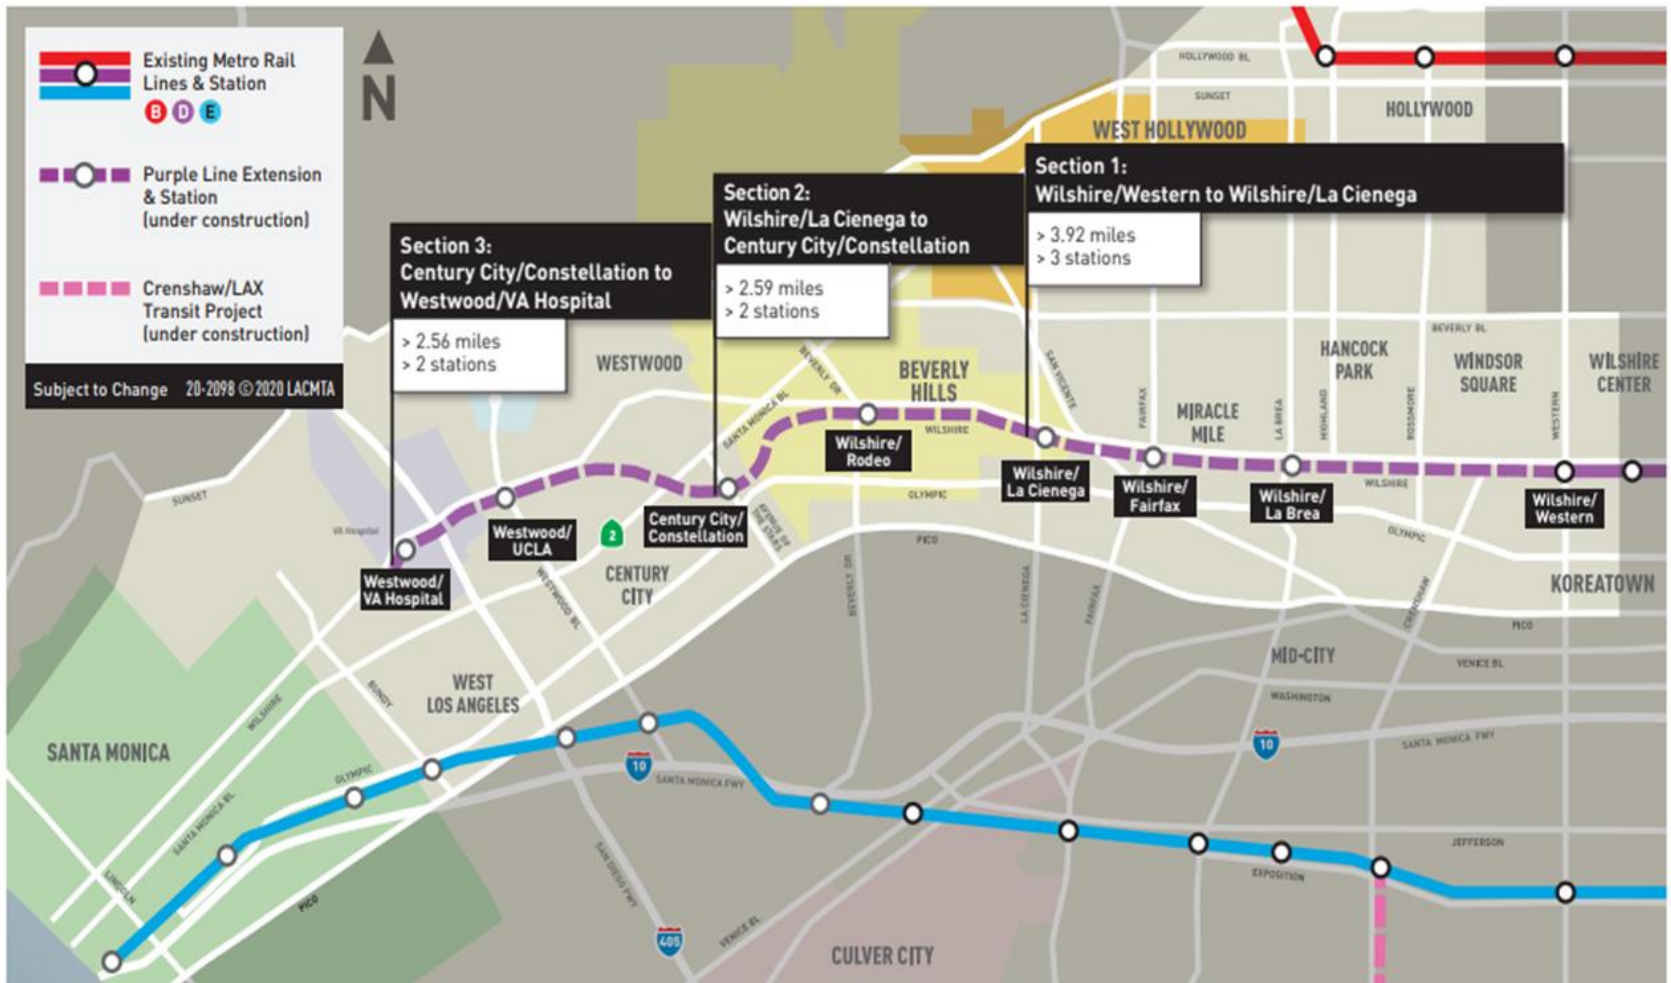 Existing Metro Rail
Lines & Station
B D E
Purple Line Extension
& Station
(under construction)
Crenshaw/LAX
Transit Project
(under construction)
Subject to Change 20-2098 © 2020 LACMTA
N
Section 3:
Century City/Constellation to
Westwood/VA Hospital
> 2.56 miles
> 2 stations
Section 2:
Wilshire/La Cienega to
Century City/Constellation
> 2.59 miles
> 2 stations
Section 1:
Wilshire/Western to Wilshire/La Cienega
> 3.92 miles
> 3 stations
HOLLYWOOD BL
SUNSET
HOLLYWOOD
WEST HOLLYWOOD
BEVERLY BL
WESTWOOD
BEVERLY DR
SANTA MONICA BL
BEVERLY
HILLS
SAN VICENTE
FAIRFAX
MIRACLE
MILE
LA BREA
HIGHLAND
HANCOCK
PARK
ROSSMORE
WINDSOR
SQUARE
WESTERN
WILSHIRE
CENTER
WILSHIRE
Wilshire/
Rodeo
Wilshire/
La Cienega
Wilshire/
Fairfax
Wilshire/
La Brea
WILSHIRE
Wilshire/
Western
SUNSET
VA Hospital
Westwood/
VA Hospital
Westwood/
UCLA
2
Century City/
Constellation
AVENUE OF
THE STARS
OLYMPIC
OLYMPIC
PICO
CENTURY
CITY
WESTWOOD BL
BEVERLY DR
LA CIENEGA
FAIRFAX
CRENSHAW
KOREATOWN
PICO
MID-CITY
VENICE BL
WASHINGTON
10
SANTA MONICA FWY
WEST
LOS ANGELES
BUNDY
WILSHIRE
SANTA MONICA
OLYMPIC
SANTA MONICA BL
LINCOLN
PICO
10
SANTA MONICA FWY
SAN DIEGO FWY
405
VENICE BL
CULVER CITY
EXPOSITION
JEFFERSON